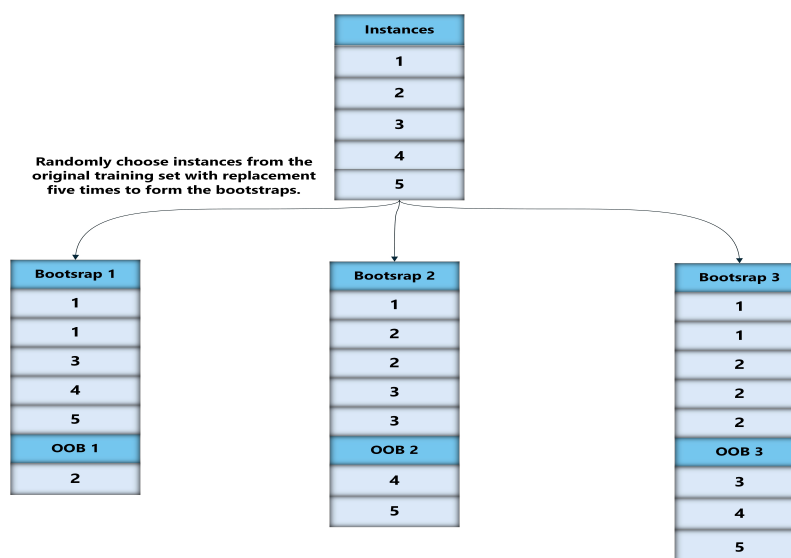 Instances
1
2
3
4
5
Randomly choose instances from the
original training set with replacement
five times to form the bootstraps.
Bootsrap 1
1
1
3
4
5
OOB 1
2
Bootsrap 2
1
2
2
3
3
OOB 2
4
5
Bootsrap 3
1
1
2
2
2
OOB 3
3
4
5